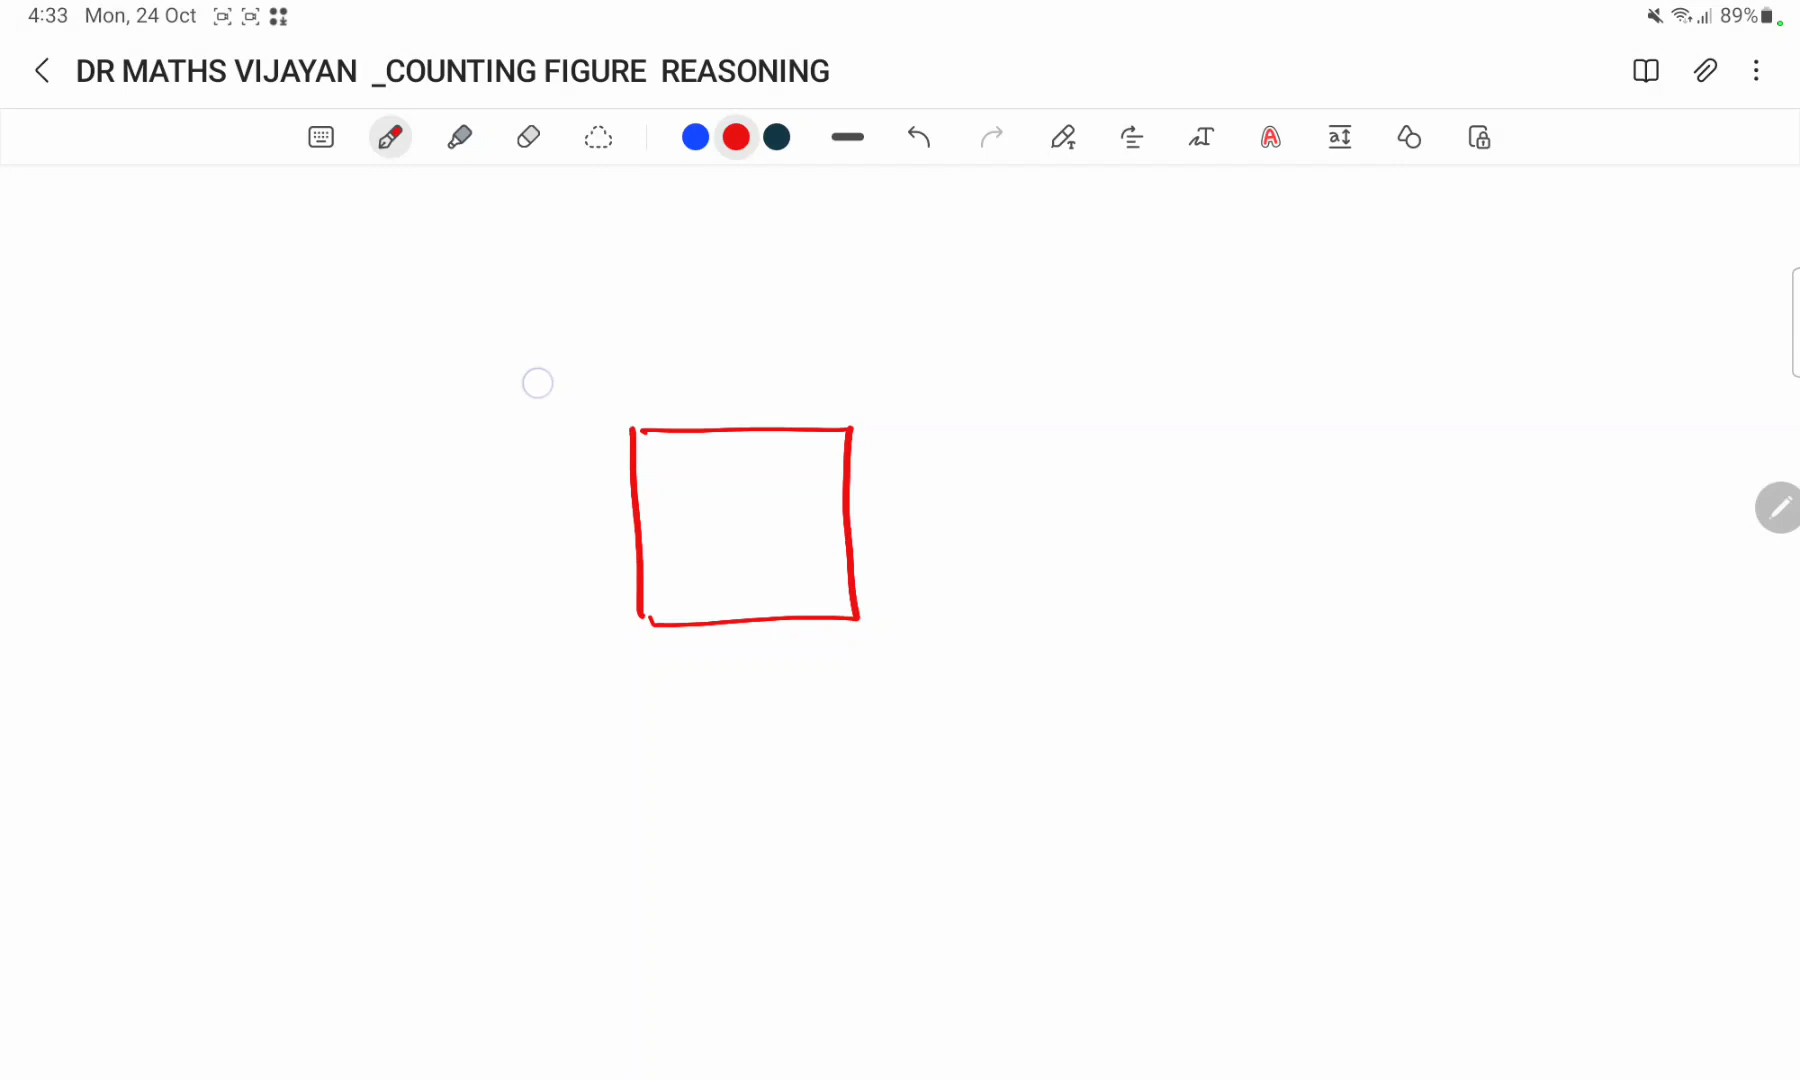 4:33 Mon, 24 Oct 89%
DR MATHS VIJAYAN _COUNTING FIGURE REASONING